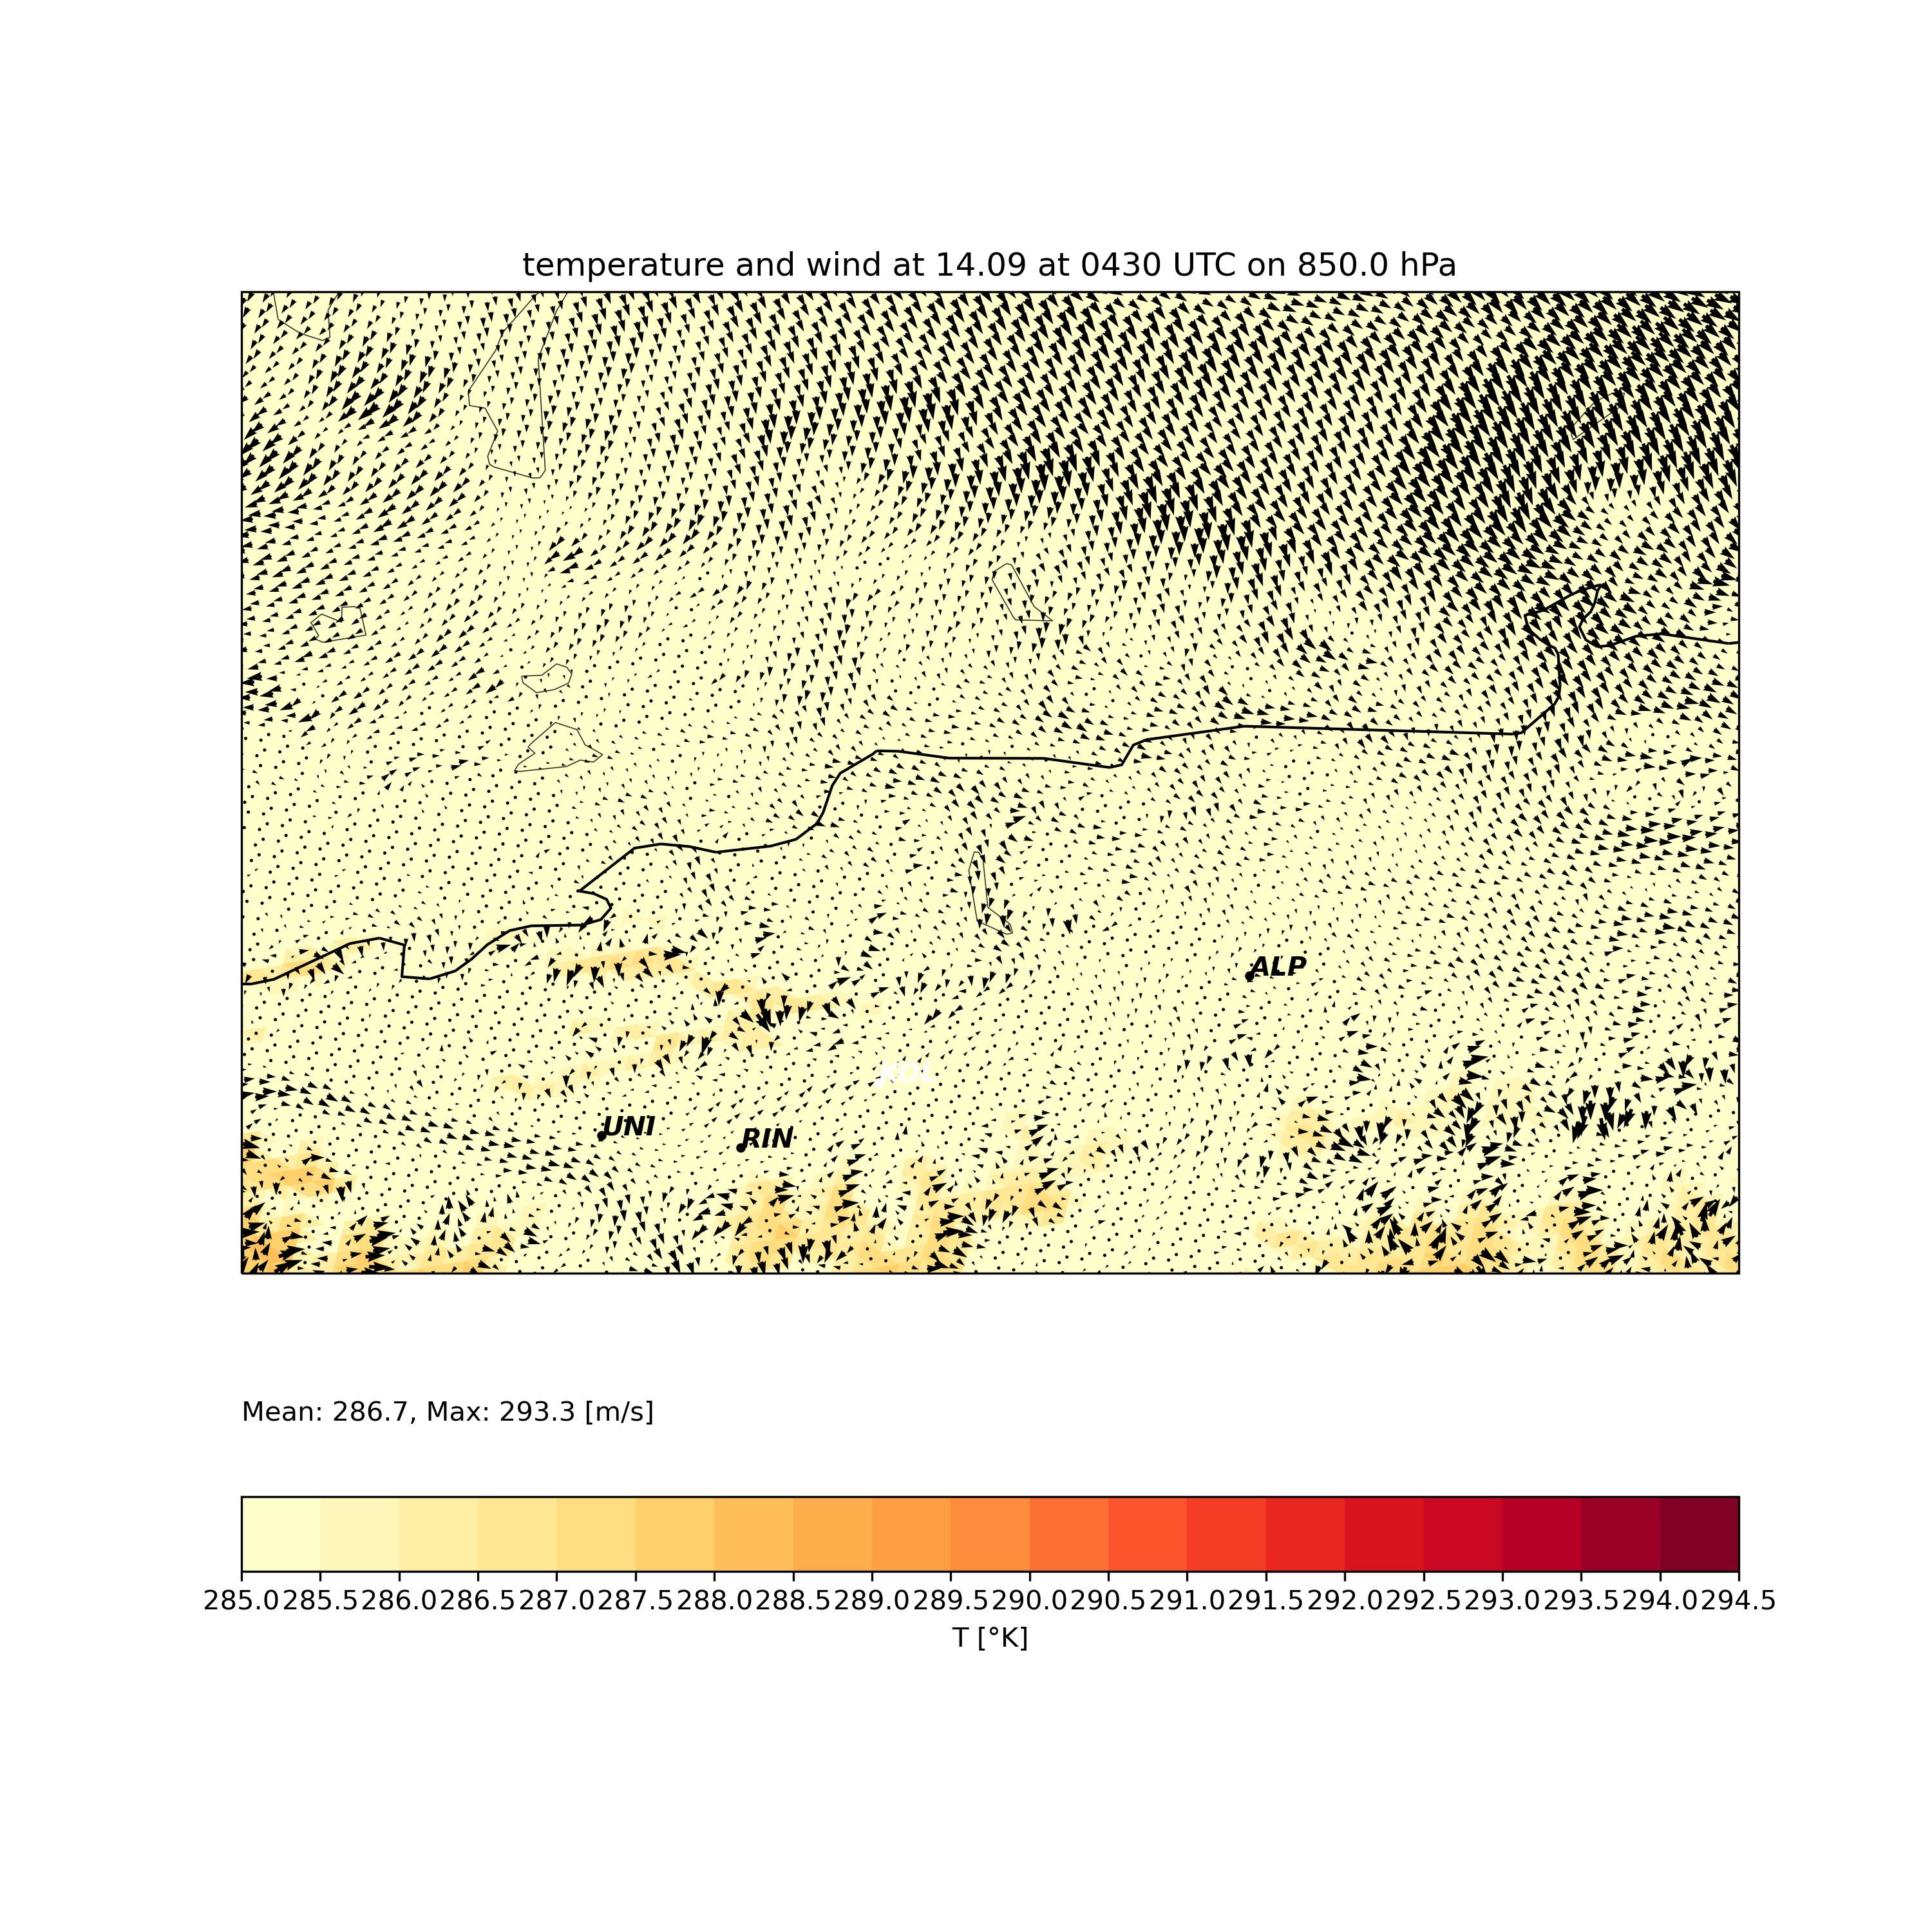 temperature and wind at 14.09 at 0430 UTC on 850.0 hPa
ALP
KOL
UNI
RIN
Mean: 286.7, Max: 293.3 [m/s]
285.0 285.5 286.0 286.5 287.0 287.5 288.0 288.5 289.0 289.5 290.0 290.5 291.0 291.5 292.0 292.5 293.0 293.5 294.0 294.5
T [°K]